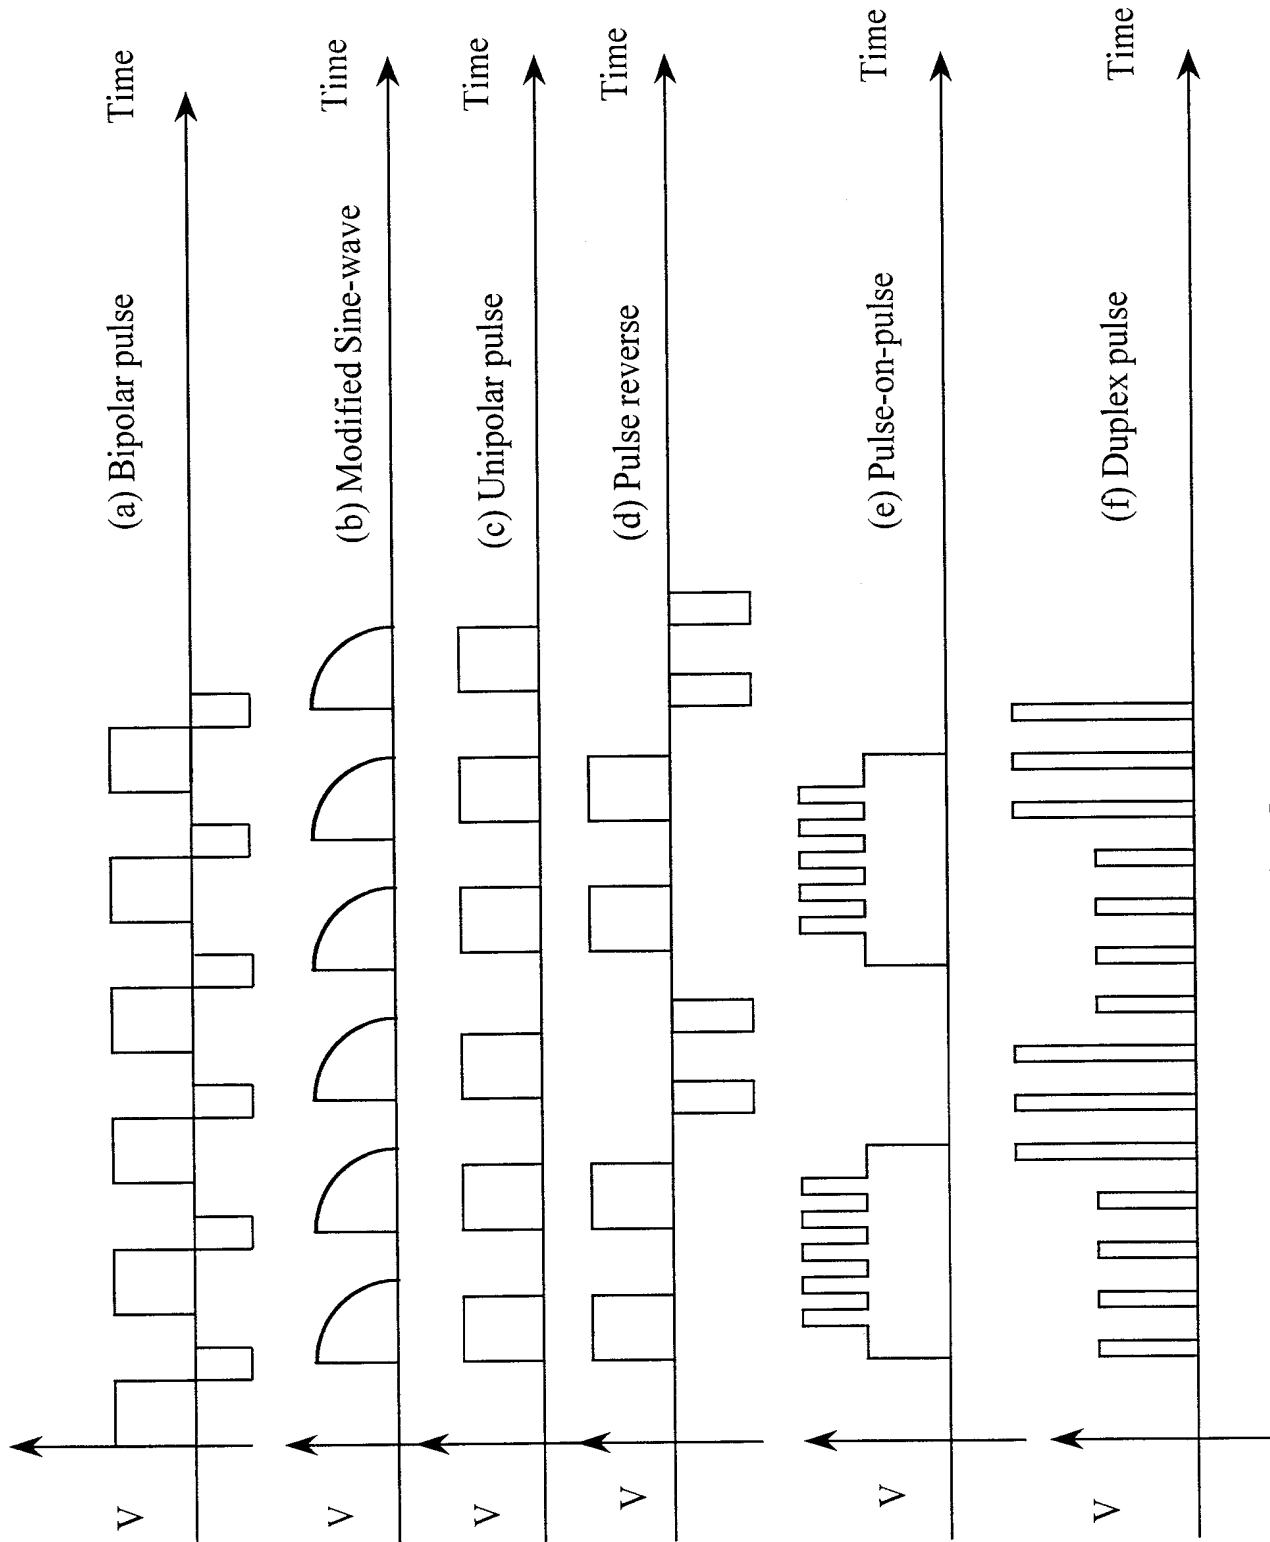 V
(a) Bipolar pulse
Time
V
(b) Modified Sine-wave
Time
V
(c) Unipolar pulse
Time
V
(d) Pulse reverse
Time
V
(e) Pulse-on-pulse
Time
V
(f) Duplex pulse
Time